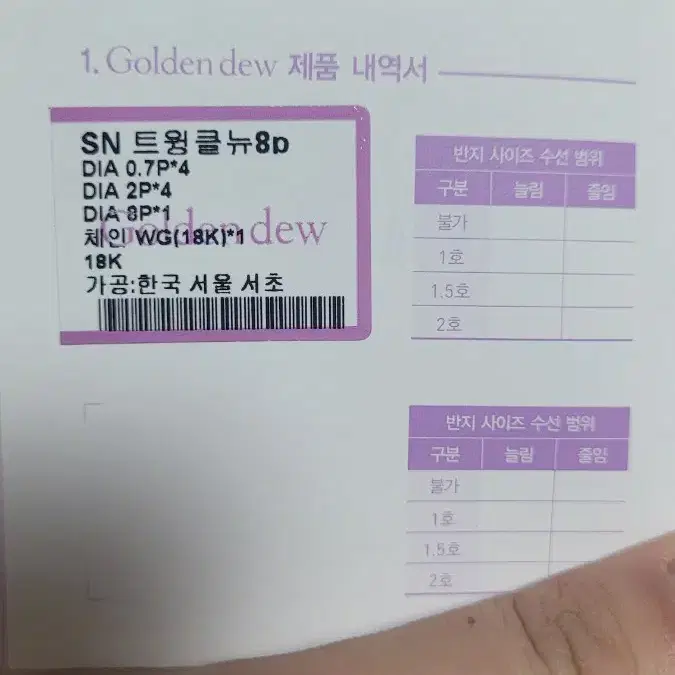 1. Golden dew 제품 내역서
SN 트윙클뉴8p
DIA 0.7P*4
DIA 2P*4
DIA 8P*1
체인 WG(18K)*1
Golden dew
18K
가공:한국 서울 서초
반지 사이즈 수선 범위
구분 늘림 줄임
불가
1호
1.5호
2호
반지 사이즈 수선 범위
구분 늘림 줄임
불가
1호
1.5호
2호